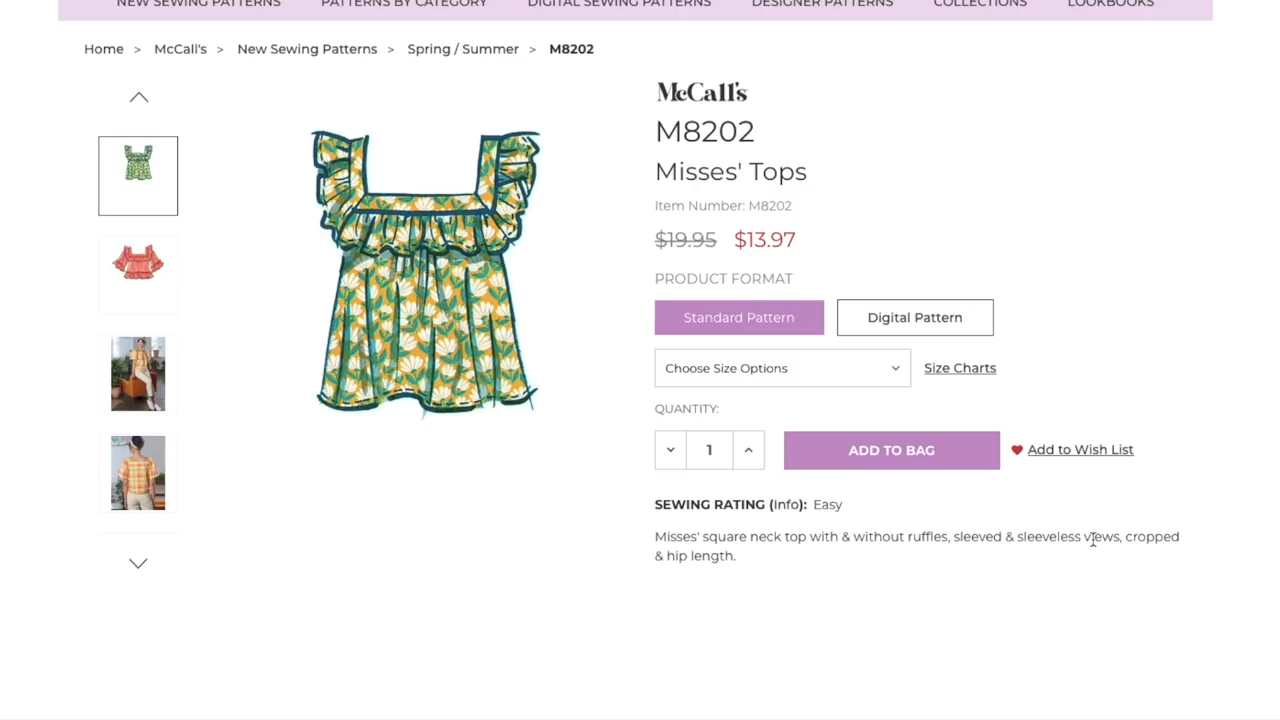 NEW SEWING PATTERNS PATTERNS BY CATEGORY DIGITAL SEWING PATTERNS DESIGNER PATTERNS COLLECTIONS LOOKBOOKS
Home > McCall's > New Sewing Patterns > Spring / Summer > M8202
McCall's
M8202
Misses' Tops
Item Number: M8202
$19.95 $13.97
PRODUCT FORMAT
Standard Pattern Digital Pattern
Choose Size Options Size Charts
QUANTITY:
1 ADD TO BAG Add to Wish List
SEWING RATING (Info): Easy
Misses' square neck top with & without ruffles, sleeved & sleeveless views, cropped
& hip length.